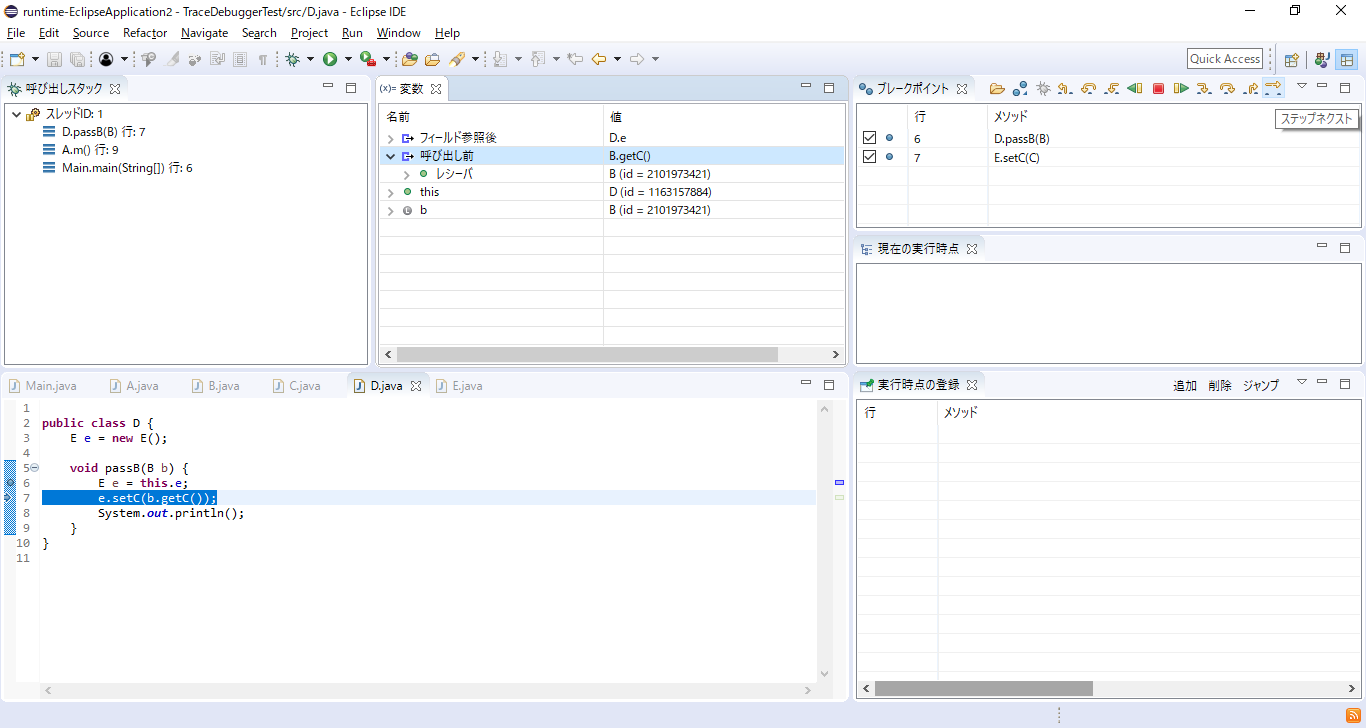 runtime-EclipseApplication2 - TraceDebuggerTest/src/D.java - Eclipse IDE
File Edit Source Refactor Navigate Search Project Run Window Help
Quick Access
呼び出しスタック
スレッドID: 1
D.passB(B) 行: 7
A.m() 行: 9
Main.main(String[]) 行: 6
(x)= 変数
名前 値
フィールド参照後 D.e
呼び出し前 B.getC()
レシーバ B (id = 2101973421)
this D (id = 1163157884)
b B (id = 2101973421)
ブレークポイント
行 メソッド
ステップネクスト
6 D.passB(B)
7 E.setC(C)
現在の実行時点
Main.java A.java B.java C.java D.java E.java
1
2 public class D {
3 E e = new E();
4
5 void passB(B b) {
6 E e = this.e;
7 e.setC(b.getC());
8 System.out.println();
9 }
10 }
11
実行時点の登録 追加 削除 ジャンプ
行 メソッド